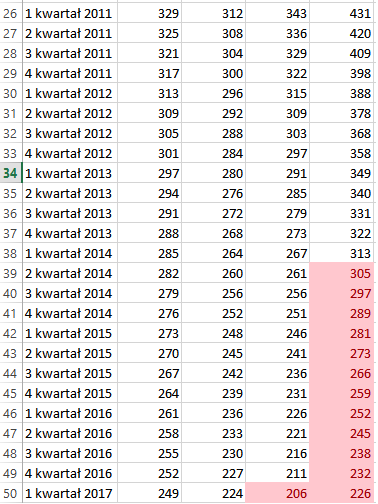 26 1 kwartał 2011 329 312 343 431
27 2 kwartał 2011 325 308 336 420
28 3 kwartał 2011 321 304 329 409
29 4 kwartał 2011 317 300 322 398
30 1 kwartał 2012 313 296 315 388
31 2 kwartał 2012 309 292 309 378
32 3 kwartał 2012 305 288 303 368
33 4 kwartał 2012 301 284 297 358
34 1 kwartał 2013 297 280 291 349
35 2 kwartał 2013 294 276 285 340
36 3 kwartał 2013 291 272 279 331
37 4 kwartał 2013 288 268 273 322
38 1 kwartał 2014 285 264 267 313
39 2 kwartał 2014 282 260 261 305
40 3 kwartał 2014 279 256 256 297
41 4 kwartał 2014 276 252 251 289
42 1 kwartał 2015 273 248 246 281
43 2 kwartał 2015 270 245 241 273
44 3 kwartał 2015 267 242 236 266
45 4 kwartał 2015 264 239 231 259
46 1 kwartał 2016 261 236 226 252
47 2 kwartał 2016 258 233 221 245
48 3 kwartał 2016 255 230 216 238
49 4 kwartał 2016 252 227 211 232
50 1 kwartał 2017 249 224 206 226